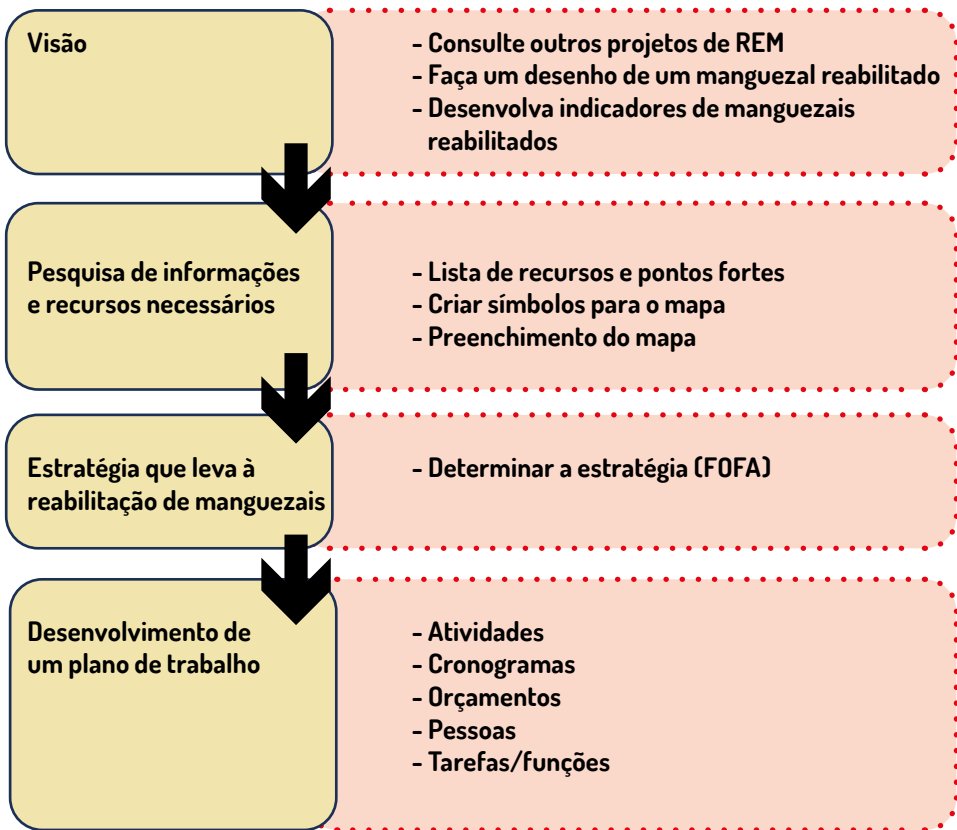 Visão
- Consulte outros projetos de REM
- Faça um desenho de um manguezal reabilitado
- Desenvolva indicadores de manguezais
reabilitados
Pesquisa de informações
e recursos necessários
- Lista de recursos e pontos fortes
- Criar símbolos para o mapa
- Preenchimento do mapa
Estratégia que leva à
reabilitação de manguezais
- Determinar a estratégia (FOFA)
Desenvolvimento de
um plano de trabalho
- Atividades
- Cronogramas
- Orçamentos
- Pessoas
- Tarefas/funções